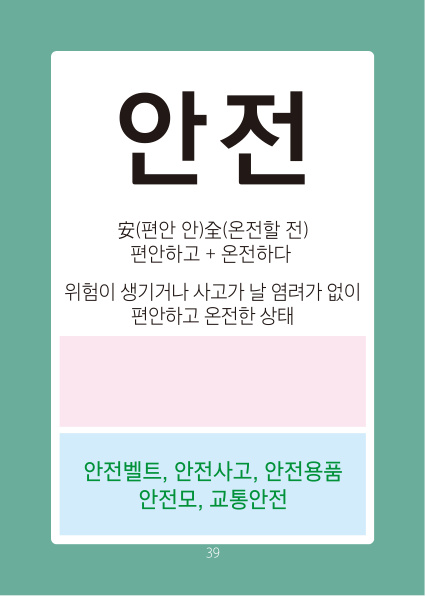 안전
安(편안 안)全(온전할 전)
편안하고 + 온전하다
위험이 생기거나 사고가 날 염려가 없이
편안하고 온전한 상태
안전벨트, 안전사고, 안전용품
안전모, 교통안전
39